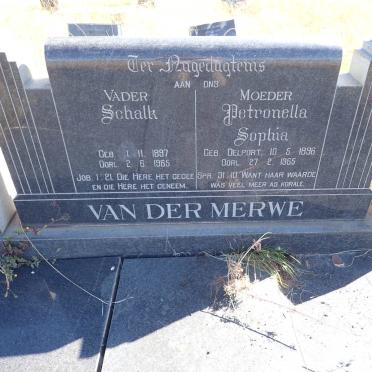 Ter Nagedagtenis
AAN ONS
VADER
Schalk
GEB. 1. 11. 1897
OORL. 2. 6. 1965
JOB. 1:21. DIE HERE HET GEGEE
EN DIE HERE HET GENEEM.
MOEDER
Petronella
Sophia
GEB. DELPORT, 10. 5. 1896
OORL. 27. 2. 1965
SPR. 31:10 WANT HAAR WAARDE
WAS VEEL MEER AS KORALE.
VAN DER MERWE